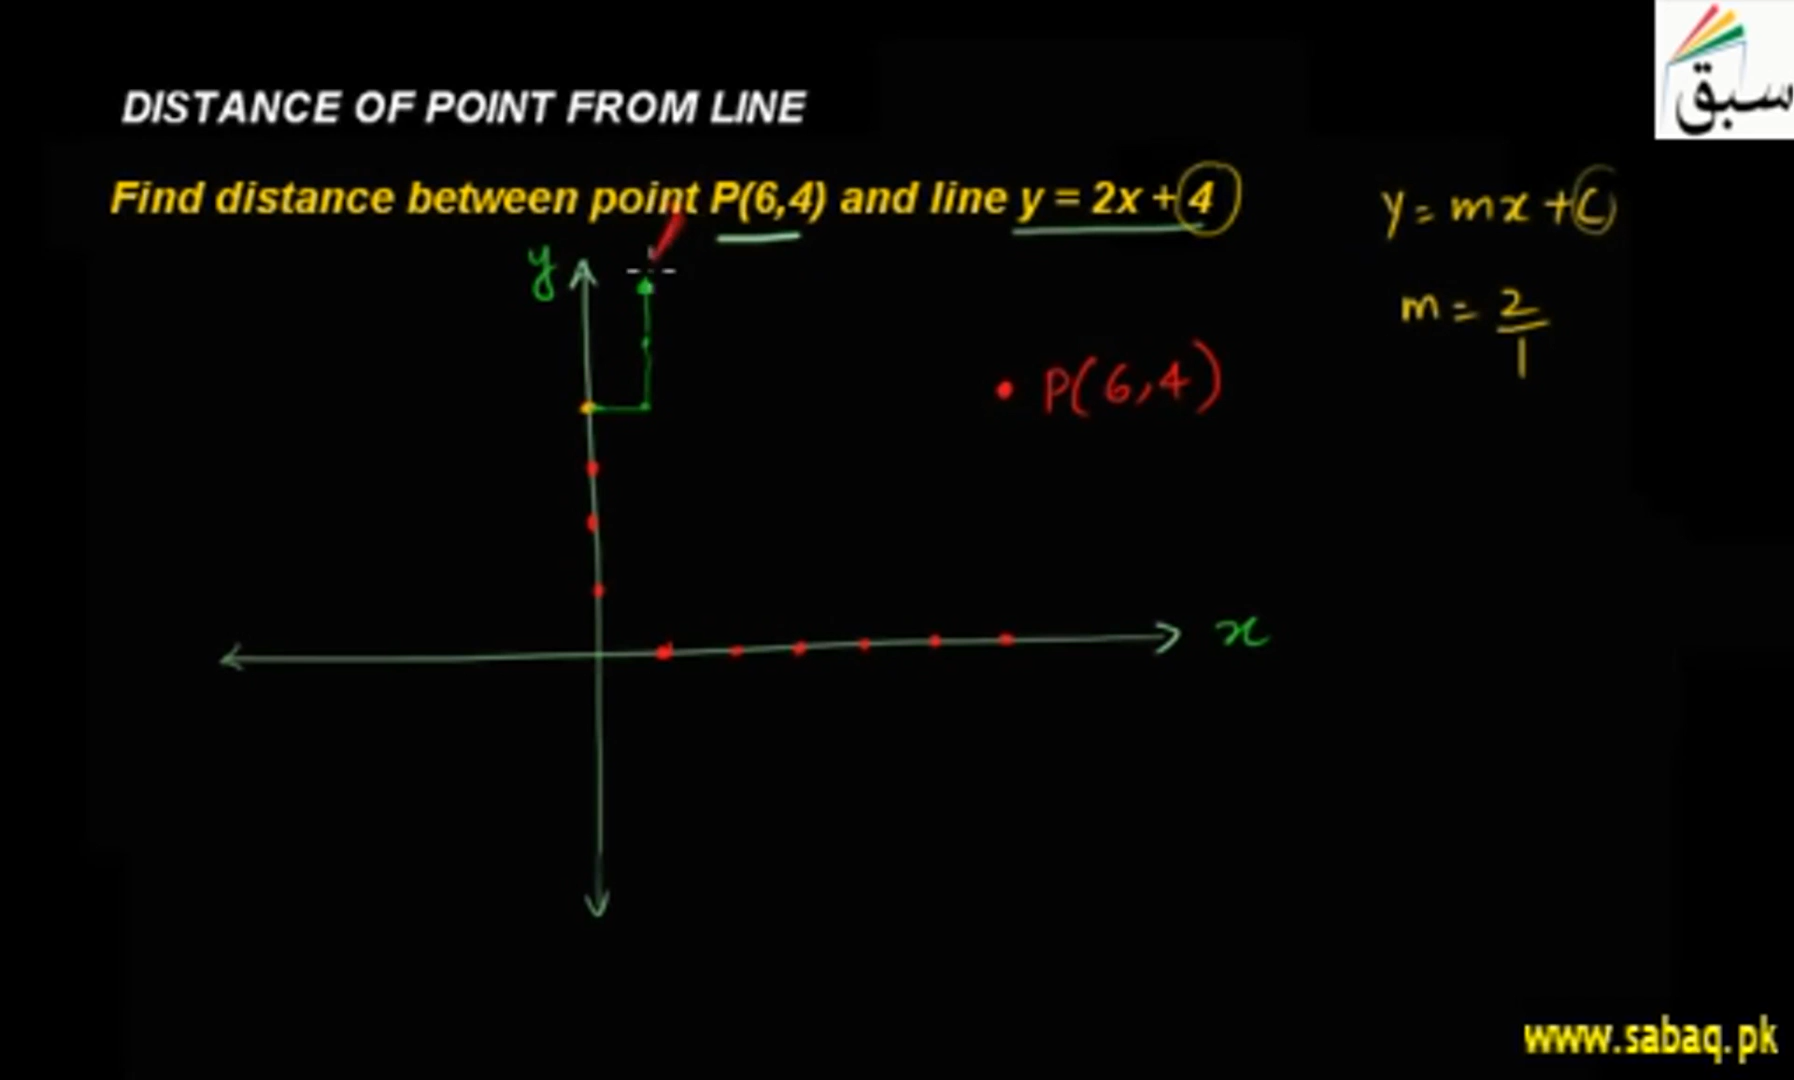 سبق
DISTANCE OF POINT FROM LINE
Find distance between point P(6,4) and line y = 2x + 4
y = mx + c
m = 2/1
y
P(6,4)
x
www.sabaq.pk